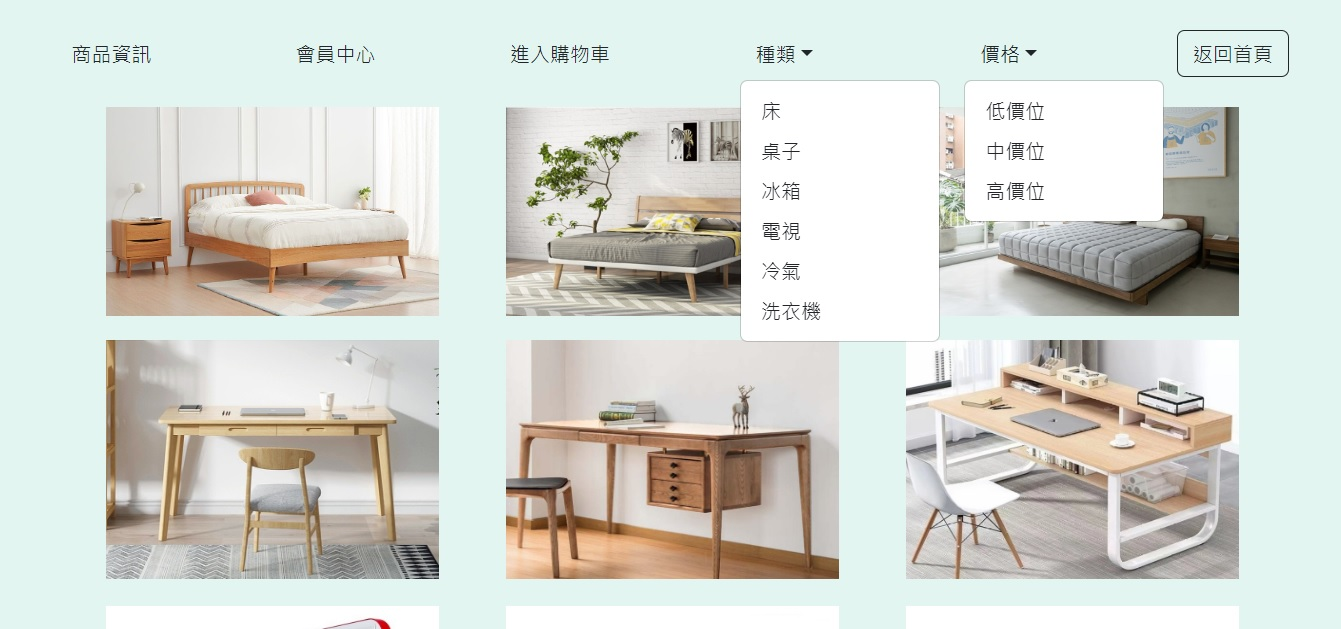 商品資訊
會員中心
進入購物車
種類
價格
返回首頁
床
桌子
冰箱
電視
冷氣
洗衣機
低價位
中價位
高價位